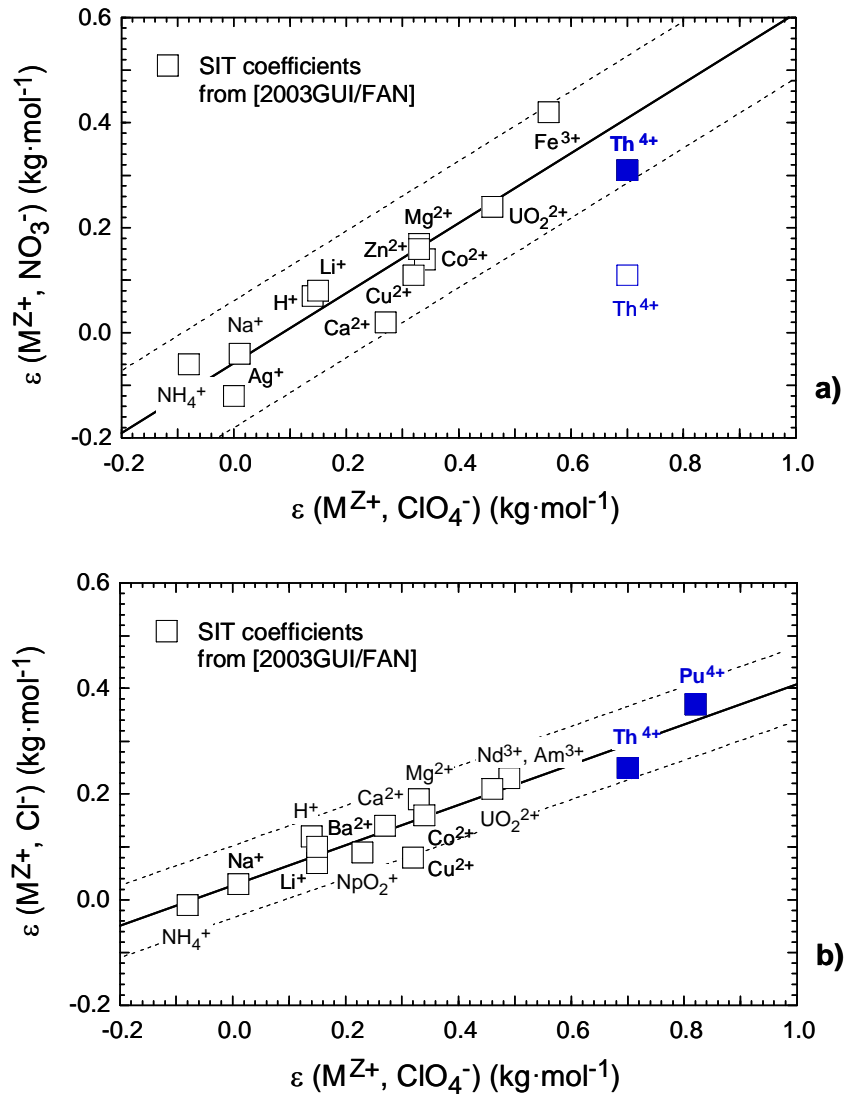 0.6
SIT coefficients
from [2003GUI/FAN]
Fe³⁺
Th⁴⁺
0.4
Mg²⁺
UO₂²⁺
0.2
Zn²⁺
Co²⁺
Li⁺
H⁺
Cu²⁺
Th⁴⁺
0.0
Na⁺
Ca²⁺
NH₄⁺
Ag⁺
-0.2
-0.2 0.0 0.2 0.4 0.6 0.8 1.0
ε (Mᶻ⁺, NO₃⁻) (kg·mol⁻¹)
ε (Mᶻ⁺, ClO₄⁻) (kg·mol⁻¹)
a)
0.6
SIT coefficients
from [2003GUI/FAN]
Pu⁴⁺
0.4
Th⁴⁺
Nd³⁺, Am³⁺
Mg²⁺
0.2
Ca²⁺
H⁺
Ba²⁺
UO₂²⁺
Co²⁺
Na⁺
Cu²⁺
Li⁺
NpO₂⁺
0.0
NH₄⁺
-0.2
-0.2 0.0 0.2 0.4 0.6 0.8 1.0
ε (Mᶻ⁺, Cl⁻) (kg·mol⁻¹)
ε (Mᶻ⁺, ClO₄⁻) (kg·mol⁻¹)
b)